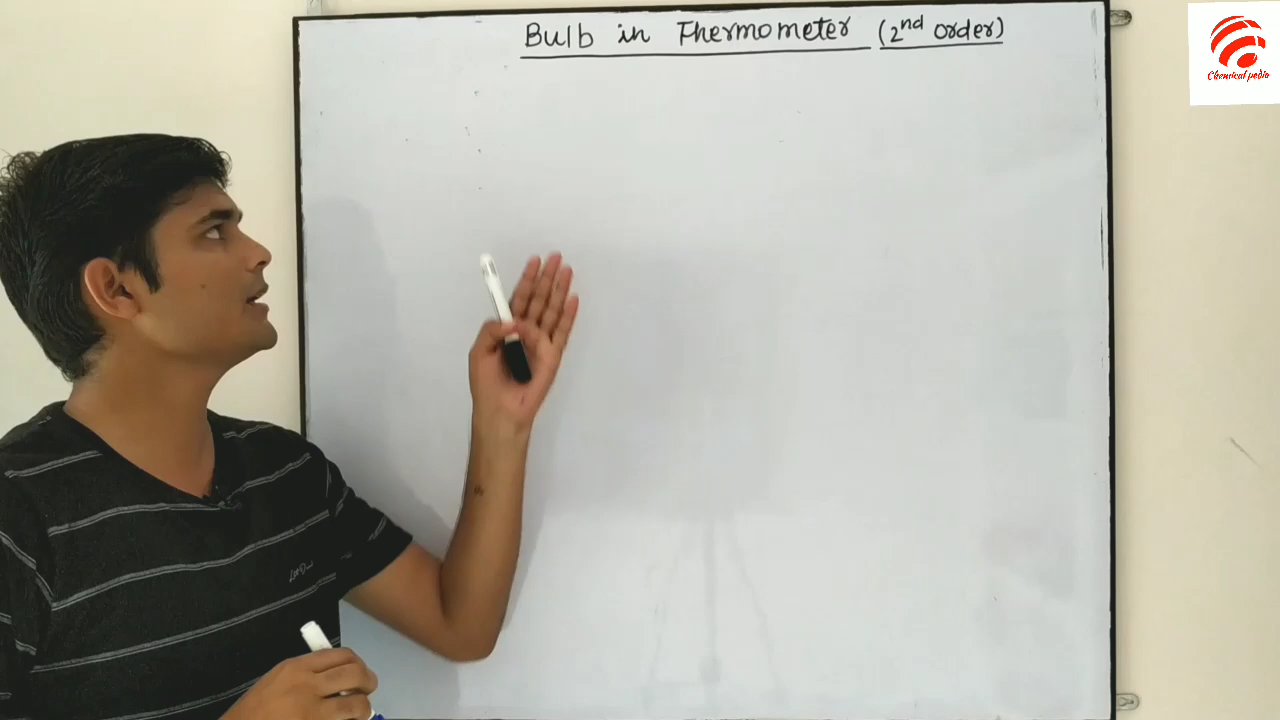 Bulb in Thermometer (2nd order)
Chemical pedia